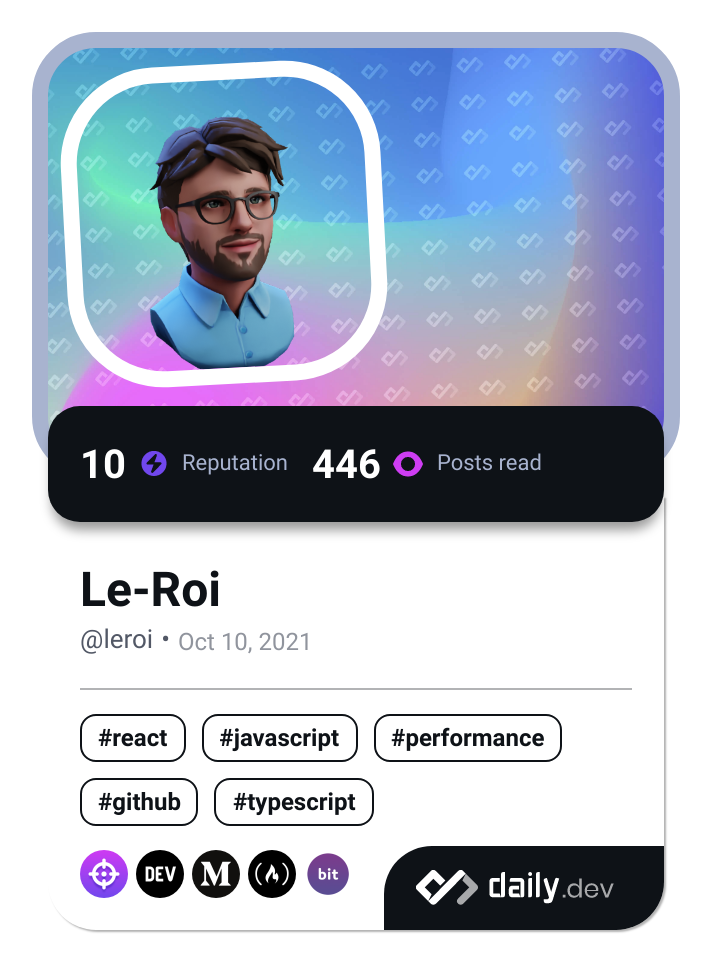 10 Reputation 446 Posts read
Le-Roi
@leroi • Oct 10, 2021
#react #javascript #performance
#github #typescript
DEV M bit
daily.dev